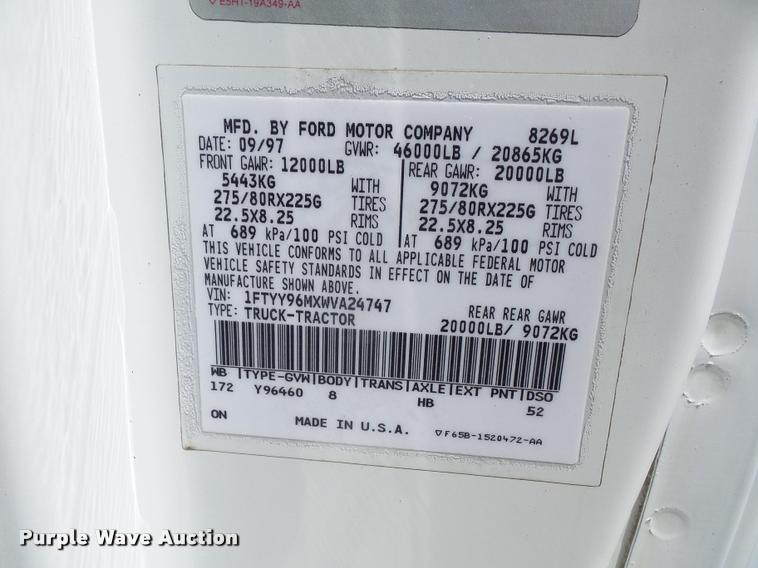 ▽ E5HT-19A349-AA
MFD. BY FORD MOTOR COMPANY 8269L
DATE: 09/97 GVWR: 46000LB / 20865KG
FRONT GAWR: 12000LB REAR GAWR: 20000LB
5443KG WITH 9072KG WITH
275/80RX225G TIRES 275/80RX225G TIRES
22.5X8.25 RIMS 22.5X8.25 RIMS
AT 689 kPa/100 PSI COLD AT 689 kPa/100 PSI COLD
THIS VEHICLE CONFORMS TO ALL APPLICABLE FEDERAL MOTOR
VEHICLE SAFETY STANDARDS IN EFFECT ON THE DATE OF
MANUFACTURE SHOWN ABOVE.
VIN: 1FTYY96MXWVA24747 REAR REAR GAWR
TYPE: TRUCK-TRACTOR 20000LB/ 9072KG
WB |TYPE-GVW|BODY|TRANS|AXLE|EXT PNT|DSO
172 Y96460 8 HB 52
ON MADE IN U.S.A. ▽F65B-1520472-AA
Purple Wave Auction